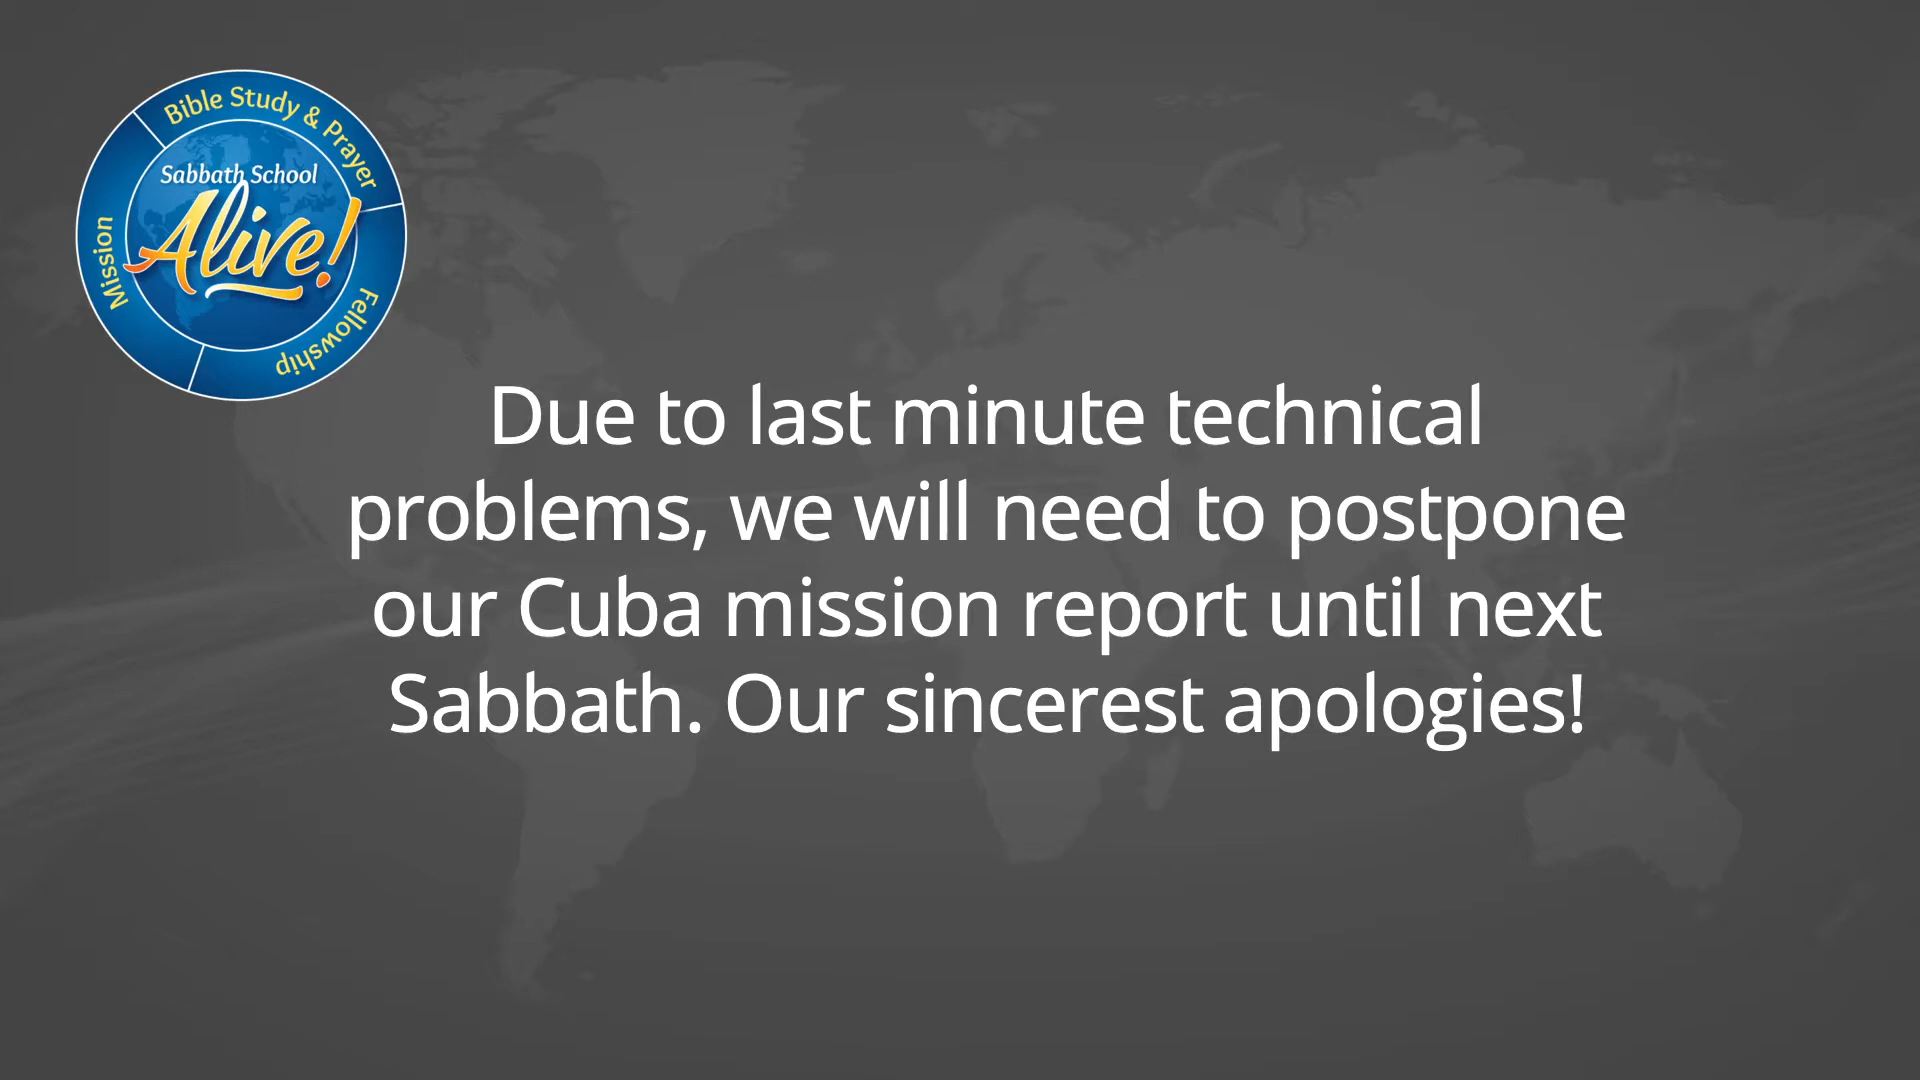 Bible Study & Prayer
Sabbath School
Alive!
Mission
Fellowship
Due to last minute technical
problems, we will need to postpone
our Cuba mission report until next
Sabbath. Our sincerest apologies!